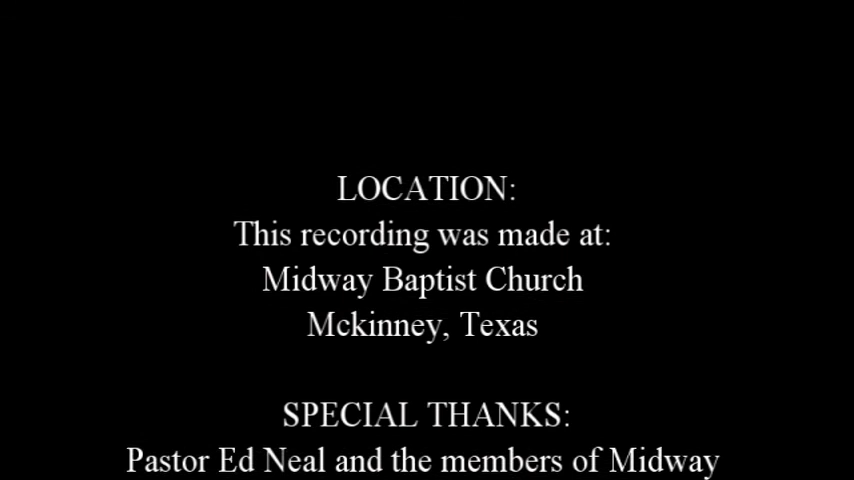 LOCATION:
This recording was made at:
Midway Baptist Church
Mckinney, Texas
SPECIAL THANKS:
Pastor Ed Neal and the members of Midway